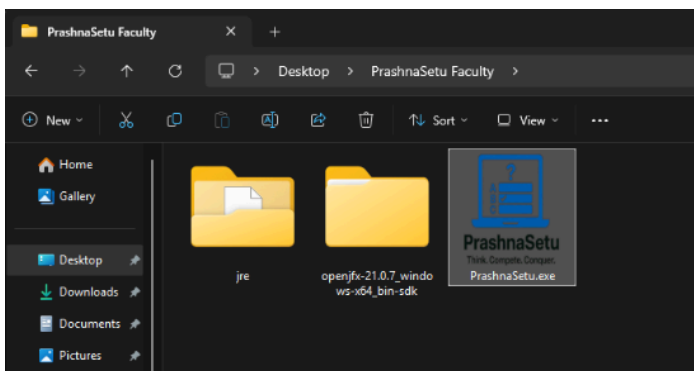 PrashnaSetu Faculty
Desktop > PrashnaSetu Faculty >
New Sort View ...
Home
Gallery
Desktop
Downloads
Documents
Pictures
jre
openjfx-21.0.7_windo
ws-x64_bin-sdk
?
A
B
C
D
PrashnaSetu
Think. Compete. Conquer.
PrashnaSetu.exe